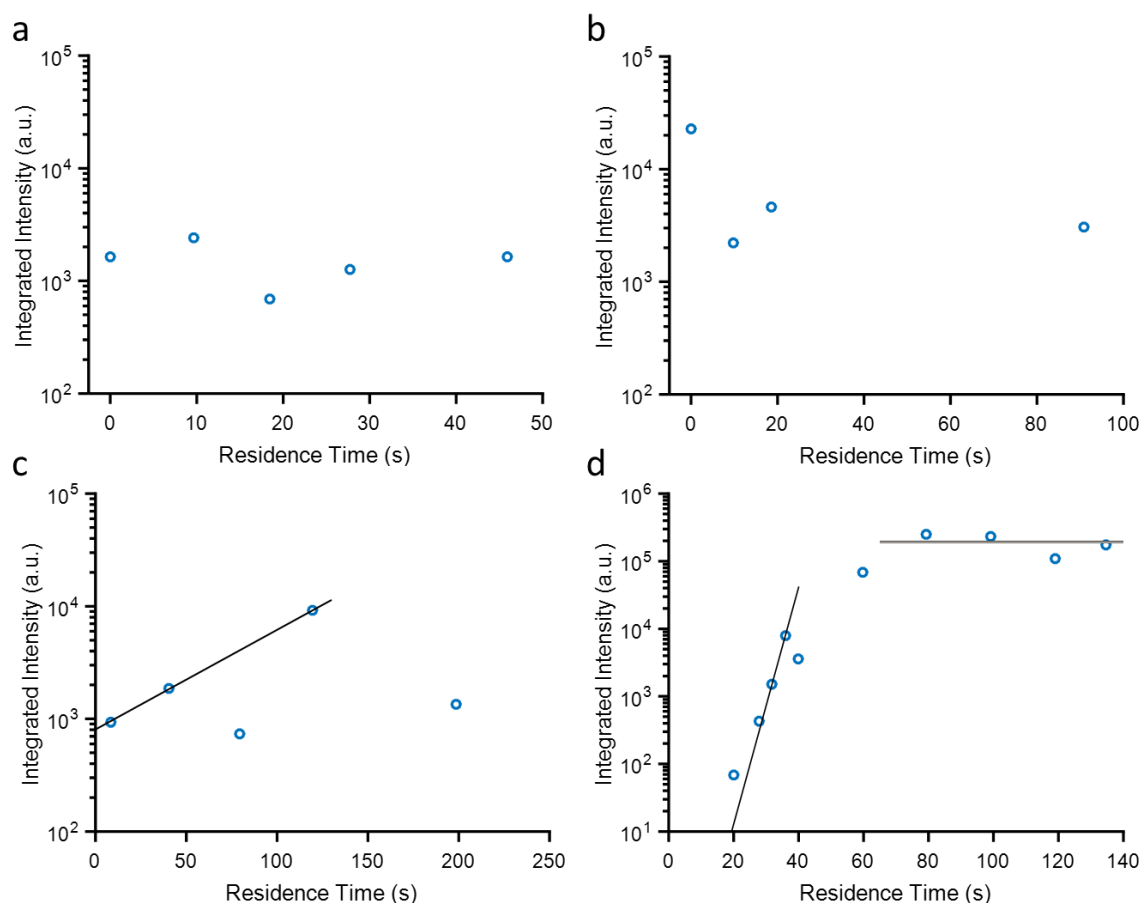 a
10^5
10^4
10^3
10^2
Integrated Intensity (a.u.)
0 10 20 30 40 50
Residence Time (s)
b
10^5
10^4
10^3
10^2
Integrated Intensity (a.u.)
0 20 40 60 80 100
Residence Time (s)
c
10^5
10^4
10^3
10^2
Integrated Intensity (a.u.)
0 50 100 150 200 250
Residence Time (s)
d
10^6
10^5
10^4
10^3
10^2
10^1
Integrated Intensity (a.u.)
0 20 40 60 80 100 120 140
Residence Time (s)